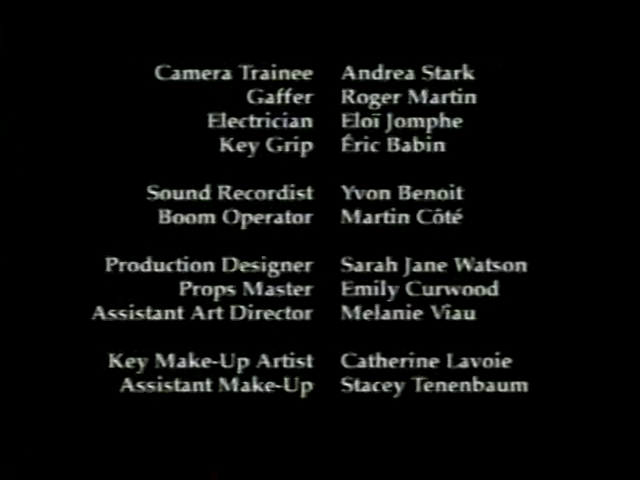 Camera Trainee Andrea Stark
Gaffer Roger Martin
Electrician Eloï Jomphe
Key Grip Éric Babin
Sound Recordist Yvon Benoit
Boom Operator Martin Côté
Production Designer Sarah Jane Watson
Props Master Emily Curwood
Assistant Art Director Melanie Viau
Key Make-Up Artist Catherine Lavoie
Assistant Make-Up Stacey Tenenbaum